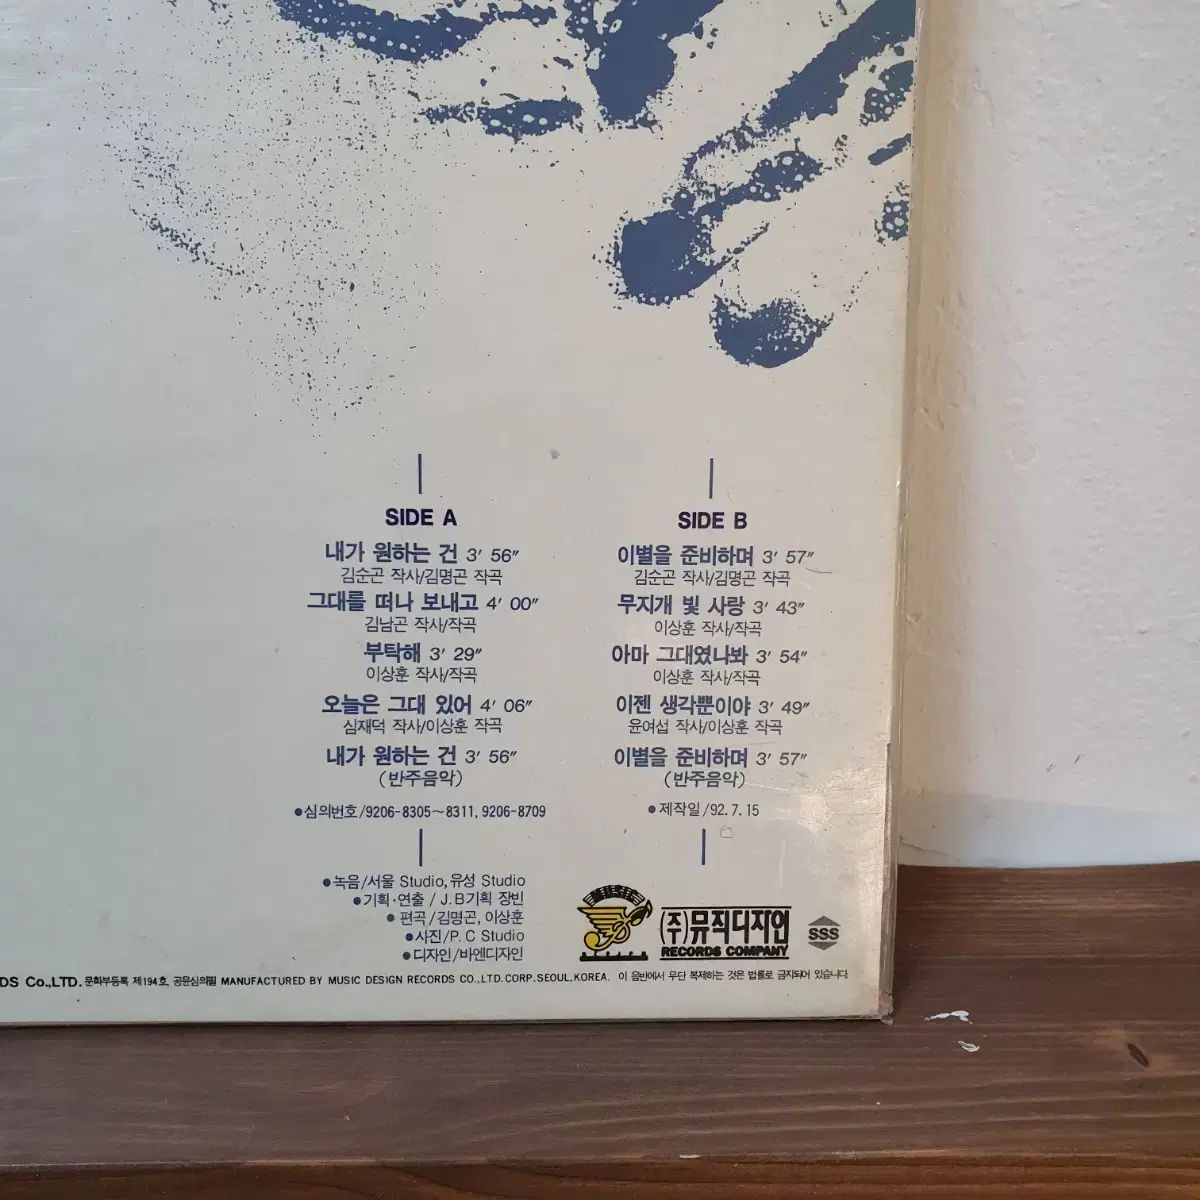 SIDE A
내가 원하는 건 3′ 56″
김순곤 작사/김명곤 작곡
그대를 떠나 보내고 4′ 00″
김남곤 작사/작곡
부탁해 3′ 29″
이상훈 작사/작곡
오늘은 그대 있어 4′ 06″
심재덕 작사/이상훈 작곡
내가 원하는 건 3′ 56″
(반주음악)
●심의번호/9206-8305~8311, 9206-8709
SIDE B
이별을 준비하며 3′ 57″
김순곤 작사/김명곤 작곡
무지개 빛 사랑 3′ 43″
이상훈 작사/작곡
아마 그대였나봐 3′ 54″
이상훈 작사/작곡
이젠 생각뿐이야 3′ 49″
윤여섭 작사/이상훈 작곡
이별을 준비하며 3′ 57″
(반주음악)
●제작일/92. 7. 15
●녹음/서울 Studio, 유성 Studio
●기획·연출 / J.B기획 장빈
●편곡/김명곤, 이상훈
●사진/P. C Studio
●디자인/바엔디자인
(주)뮤직디자인
RECORDS COMPANY
SSS
DS Co.,LTD. 문화부등록 제194호, 공윤심의필 MANUFACTURED BY MUSIC DESIGN RECORDS CO., LTD. CORP. SEOUL, KOREA. 이 음반에서 무단 복제하는 것은 법률로 금지되어 있습니다.